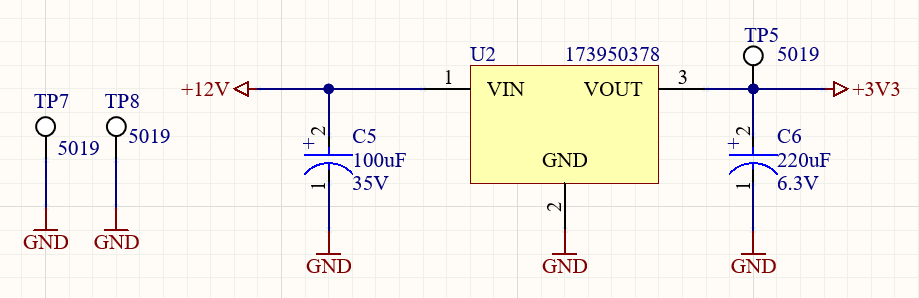 TP7
5019
GND
TP8
5019
GND
+12V
+
2
C5
100uF
35V
1
GND
U2
173950378
1
VIN
VOUT
3
GND
2
GND
TP5
5019
+3V3
+
2
C6
220uF
6.3V
1
GND